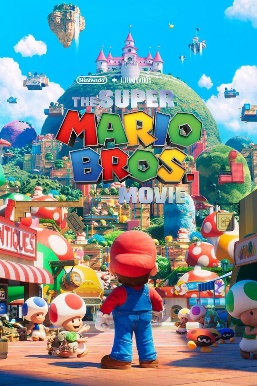 Nintendo + ILLUMINATION
THE SUPER
MARIO
BROS.
MOVIE
ANTIQUES